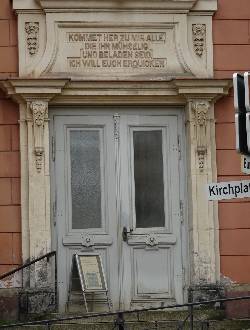 KOMMET HER ZU MIR ALLE,
DIE IHR MÜHSELIG
UND BELADEN SEID,
ICH WILL EUCH ERQUICKEN
Kirchplat